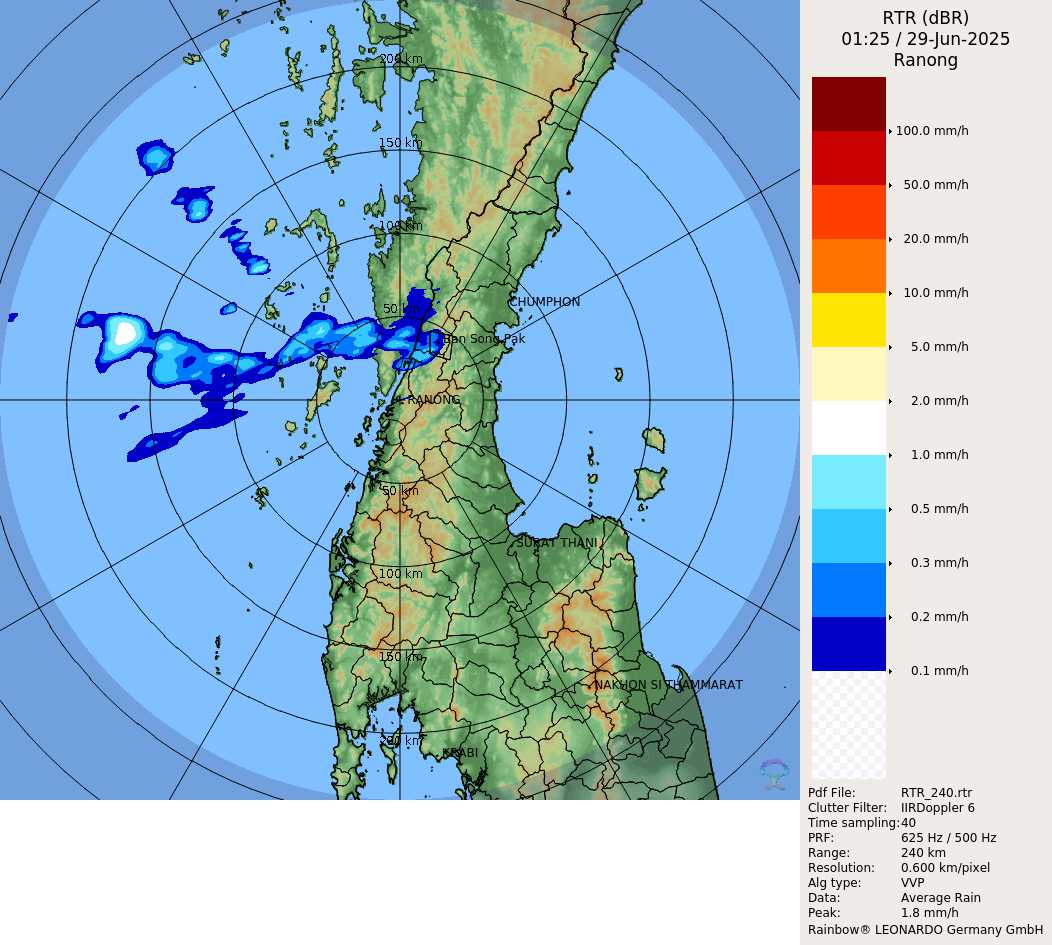 RTR (dBR)
01:25 / 29-Jun-2025
Ranong
100.0 mm/h
50.0 mm/h
20.0 mm/h
10.0 mm/h
5.0 mm/h
2.0 mm/h
1.0 mm/h
0.5 mm/h
0.3 mm/h
0.2 mm/h
0.1 mm/h
200 km
150 km
100 km
50 km
CHUMPHON
Ban Song Pak
RANONG
50 km
SURAT THANI
100 km
150 km
NAKHON SI THAMMARAT
200 km
KRABI
Pdf File: RTR_240.rtr
Clutter Filter: IIRDoppler 6
Time sampling: 40
PRF: 625 Hz / 500 Hz
Range: 240 km
Resolution: 0.600 km/pixel
Alg type: VVP
Data: Average Rain
Peak: 1.8 mm/h
Rainbow® LEONARDO Germany GmbH